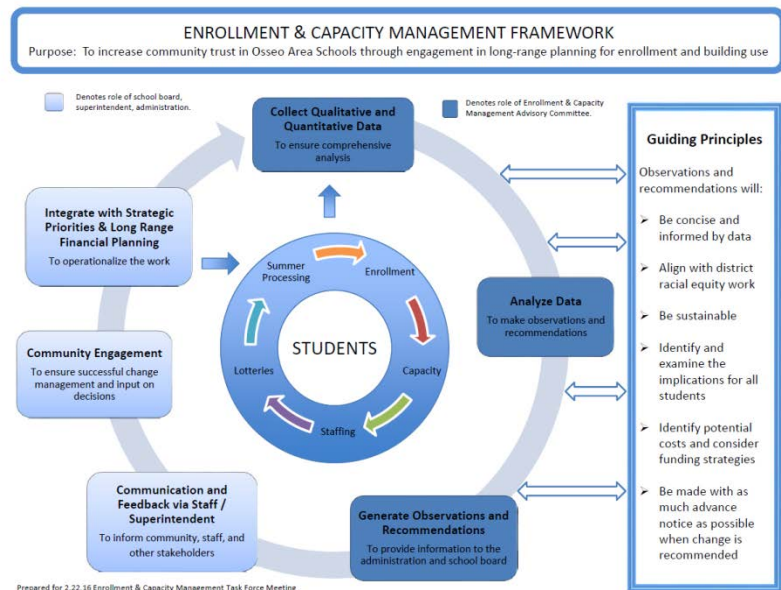 ENROLLMENT & CAPACITY MANAGEMENT FRAMEWORK
Purpose: To increase community trust in Osseo Area Schools through engagement in long-range planning for enrollment and building use
Denotes role of school board,
superintendent, administration.
Denotes role of Enrollment & Capacity
Management Advisory Committee.
Collect Qualitative and
Quantitative Data
To ensure comprehensive
analysis
Analyze Data
To make observations and
recommendations
Generate Observations and
Recommendations
To provide information to the
administration and school board
Communication and
Feedback via Staff /
Superintendent
To inform community, staff, and
other stakeholders
Community Engagement
To ensure successful change
management and input on
decisions
Integrate with Strategic
Priorities & Long Range
Financial Planning
To operationalize the work
Summer
Processing
Enrollment
Capacity
Staffing
Lotteries
STUDENTS
Guiding Principles
Observations and
recommendations will:
➢ Be concise and
informed by data
➢ Align with district
racial equity work
➢ Be sustainable
➢ Identify and
examine the
implications for all
students
➢ Identify potential
costs and consider
funding strategies
➢ Be made with as
much advance
notice as possible
when change is
recommended
Prepared for 2.22.16 Enrollment & Capacity Management Task Force Meeting